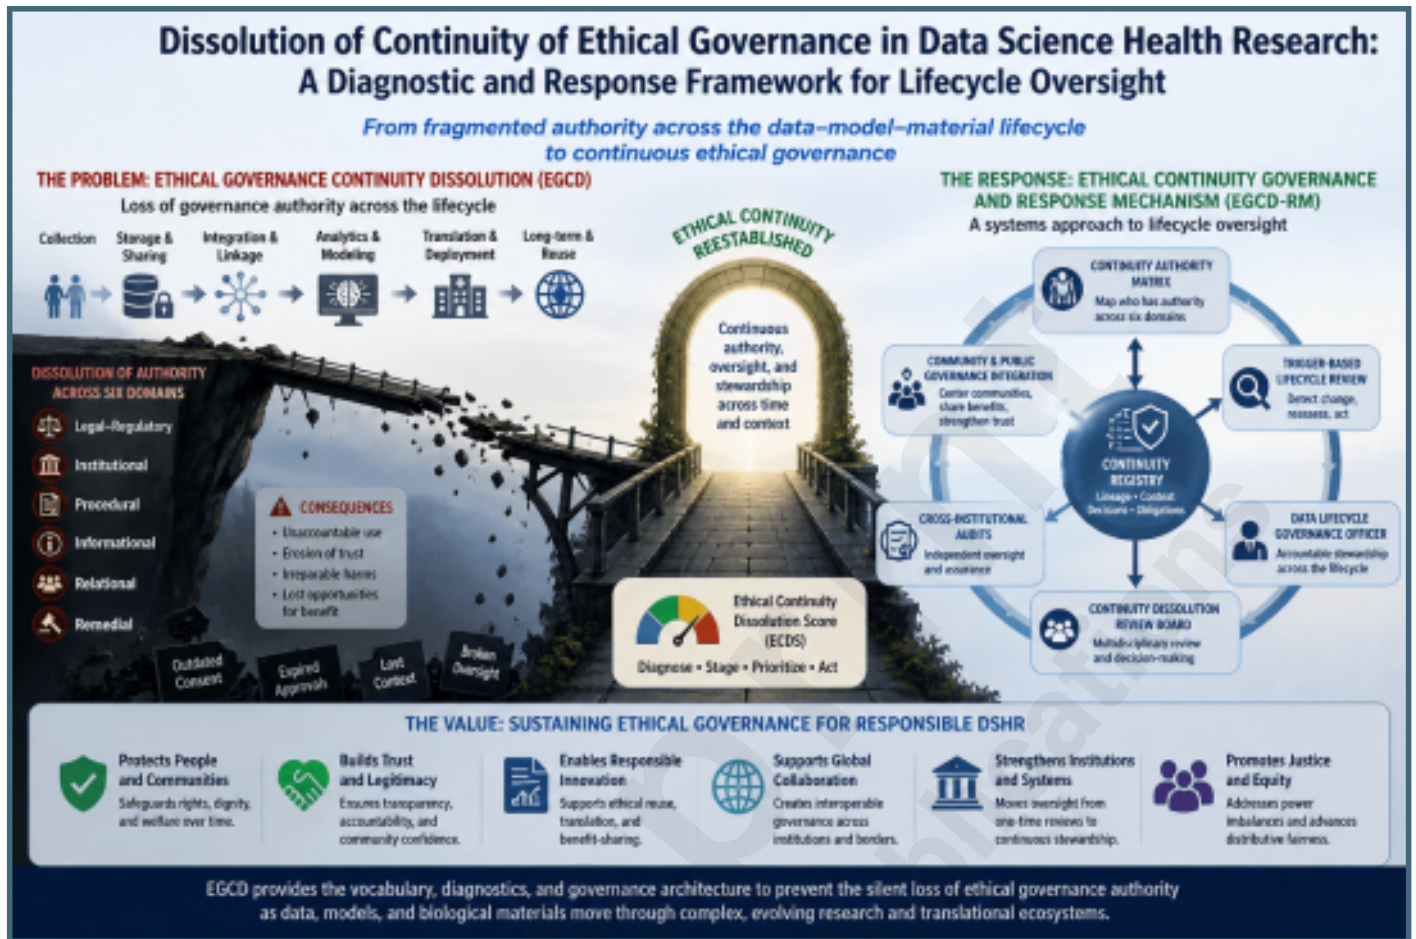 Dissolution of Continuity of Ethical Governance in Data Science Health Research:
A Diagnostic and Response Framework for Lifecycle Oversight
From fragmented authority across the data–model–material lifecycle
to continuous ethical governance
THE PROBLEM: ETHICAL GOVERNANCE CONTINUITY DISSOLUTION (EGCD)
Loss of governance authority across the lifecycle
Collection
Storage &
Sharing
Integration &
Linkage
Analytics &
Modeling
Translation &
Deployment
Long-term &
Reuse
DISSOLUTION OF AUTHORITY
ACROSS SIX DOMAINS
Legal–Regulatory
Institutional
Procedural
Informational
Relational
Remedial
CONSEQUENCES
• Unaccountable use
• Erosion of trust
• Irreparable harms
• Lost opportunities
for benefit
Outdated
Consent
Expired
Approvals
Lost
Context
Broken
Oversight
ETHICAL CONTINUITY
REESTABLISHED
Continuous
authority,
oversight, and
stewardship
across time
and context
Ethical Continuity
Dissolution Score
(ECDS)
Diagnose • Stage • Prioritize • Act
THE RESPONSE: ETHICAL CONTINUITY GOVERNANCE
AND RESPONSE MECHANISM (EGCD-RM)
A systems approach to lifecycle oversight
CONTINUITY AUTHORITY
MATRIX
Map who has authority
across six domains
COMMUNITY & PUBLIC
GOVERNANCE INTEGRATION
Center communities,
share benefits,
strengthen trust
TRIGGER-BASED
LIFECYCLE REVIEW
Detect change,
reassess, act
CONTINUITY
REGISTRY
Lineage • Context
Decisions • Obligations
CROSS-INSTITUTIONAL
AUDITS
Independent oversight
and assurance
DATA LIFECYCLE
GOVERNANCE OFFICER
Accountable stewardship
across the lifecycle
CONTINUITY DISSOLUTION
REVIEW BOARD
Multidisciplinary review
and decision-making
THE VALUE: SUSTAINING ETHICAL GOVERNANCE FOR RESPONSIBLE DSHR
Protects People
and Communities
Safeguards rights, dignity,
and welfare over time.
Builds Trust
and Legitimacy
Ensures transparency,
accountability, and
community confidence.
Enables Responsible
Innovation
Supports ethical reuse,
translation, and
benefit-sharing.
Supports Global
Collaboration
Creates interoperable
governance across
institutions and borders.
Strengthens Institutions
and Systems
Moves oversight from
one-time reviews to
continuous stewardship.
Promotes Justice
and Equity
Addresses power
imbalances and advances
distributive fairness.
EGCD provides the vocabulary, diagnostics, and governance architecture to prevent the silent loss of ethical governance authority
as data, models, and biological materials move through complex, evolving research and translational ecosystems.